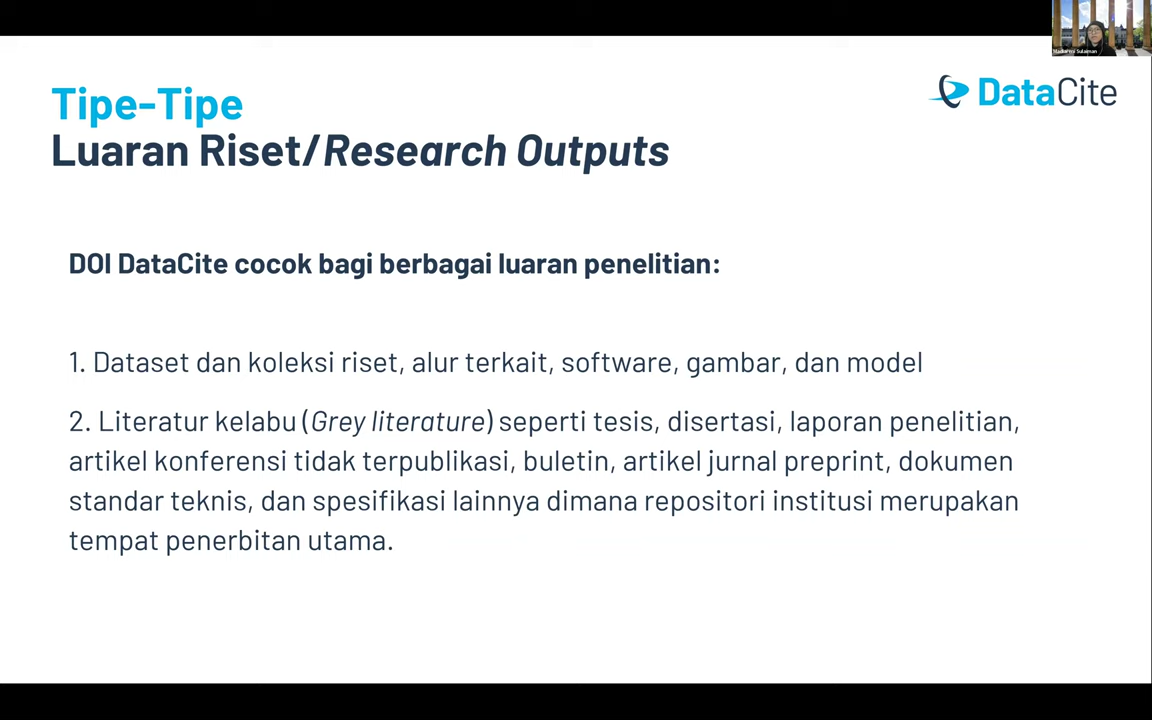 Tipe-Tipe
Luaran Riset/Research Outputs
DataCite
DOI DataCite cocok bagi berbagai luaran penelitian:
1. Dataset dan koleksi riset, alur terkait, software, gambar, dan model
2. Literatur kelabu (Grey literature) seperti tesis, disertasi, laporan penelitian,
artikel konferensi tidak terpublikasi, buletin, artikel jurnal preprint, dokumen
standar teknis, dan spesifikasi lainnya dimana repositori institusi merupakan
tempat penerbitan utama.
Sulaiman